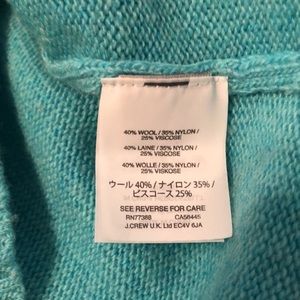 40% WOOL / 35% NYLON /
25% VISCOSE
40% LAINE / 35% NYLON /
25% VISCOSE
40% WOLLE / 35% NYLON /
25% VISKOSE
ウール 40% / ナイロン 35% /
ビスコース 25%
SEE REVERSE FOR CARE
RN77388 CA58445
J.CREW U.K. Ltd EC4V 6JA